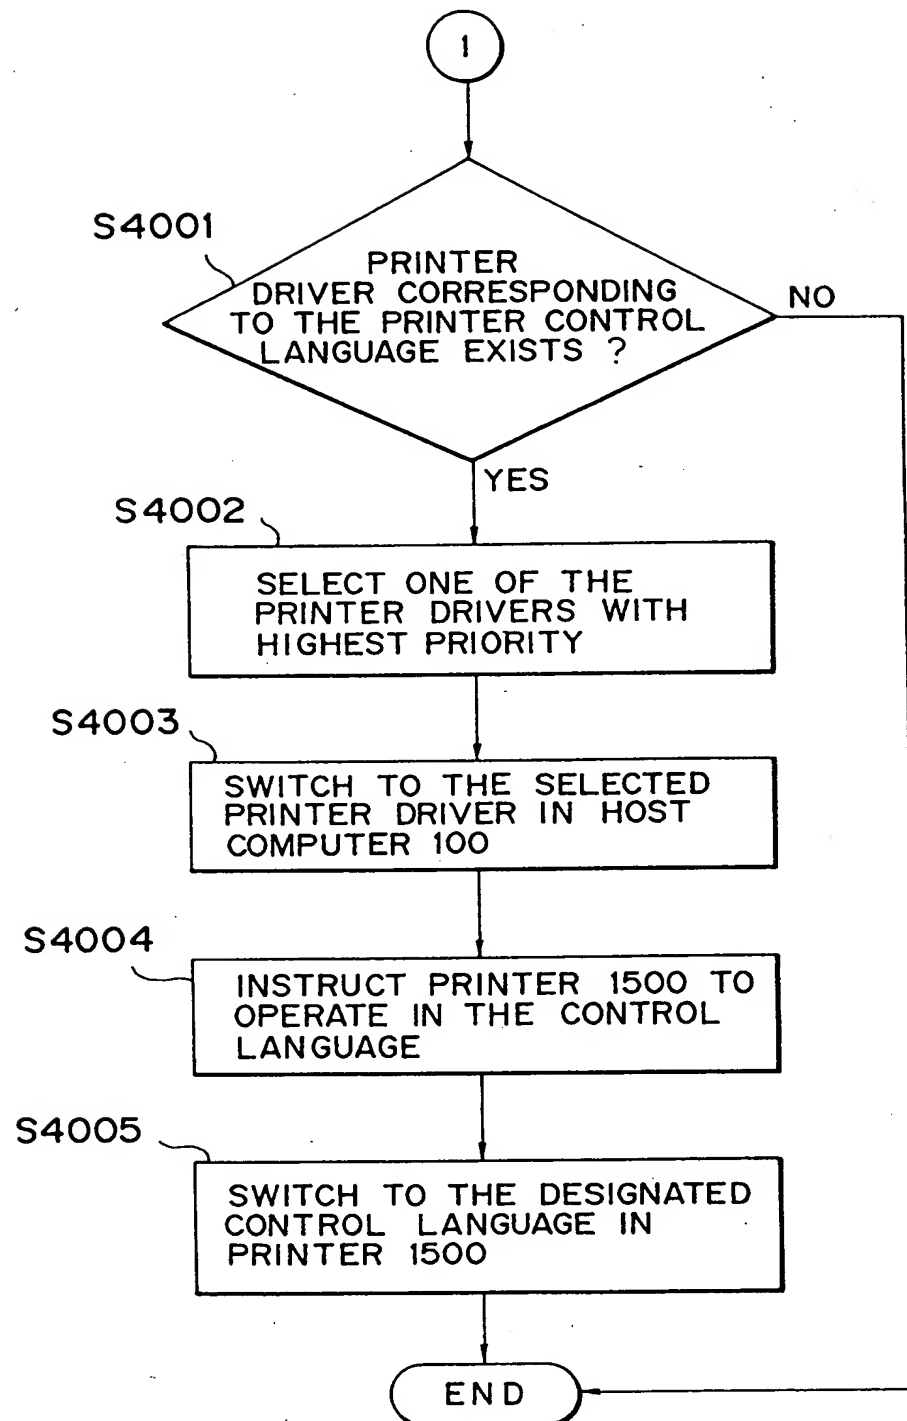 1
S4001
PRINTER
DRIVER CORRESPONDING
TO THE PRINTER CONTROL
LANGUAGE EXISTS ?
NO
YES
S4002
SELECT ONE OF THE
PRINTER DRIVERS WITH
HIGHEST PRIORITY
S4003
SWITCH TO THE SELECTED
PRINTER DRIVER IN HOST
COMPUTER 100
S4004
INSTRUCT PRINTER 1500 TO
OPERATE IN THE CONTROL
LANGUAGE
S4005
SWITCH TO THE DESIGNATED
CONTROL LANGUAGE IN
PRINTER 1500
END